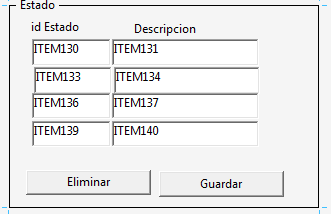 Estado
id Estado Descripcion
ITEM130 ITEM131
ITEM133 ITEM134
ITEM136 ITEM137
ITEM139 ITEM140
Eliminar Guardar